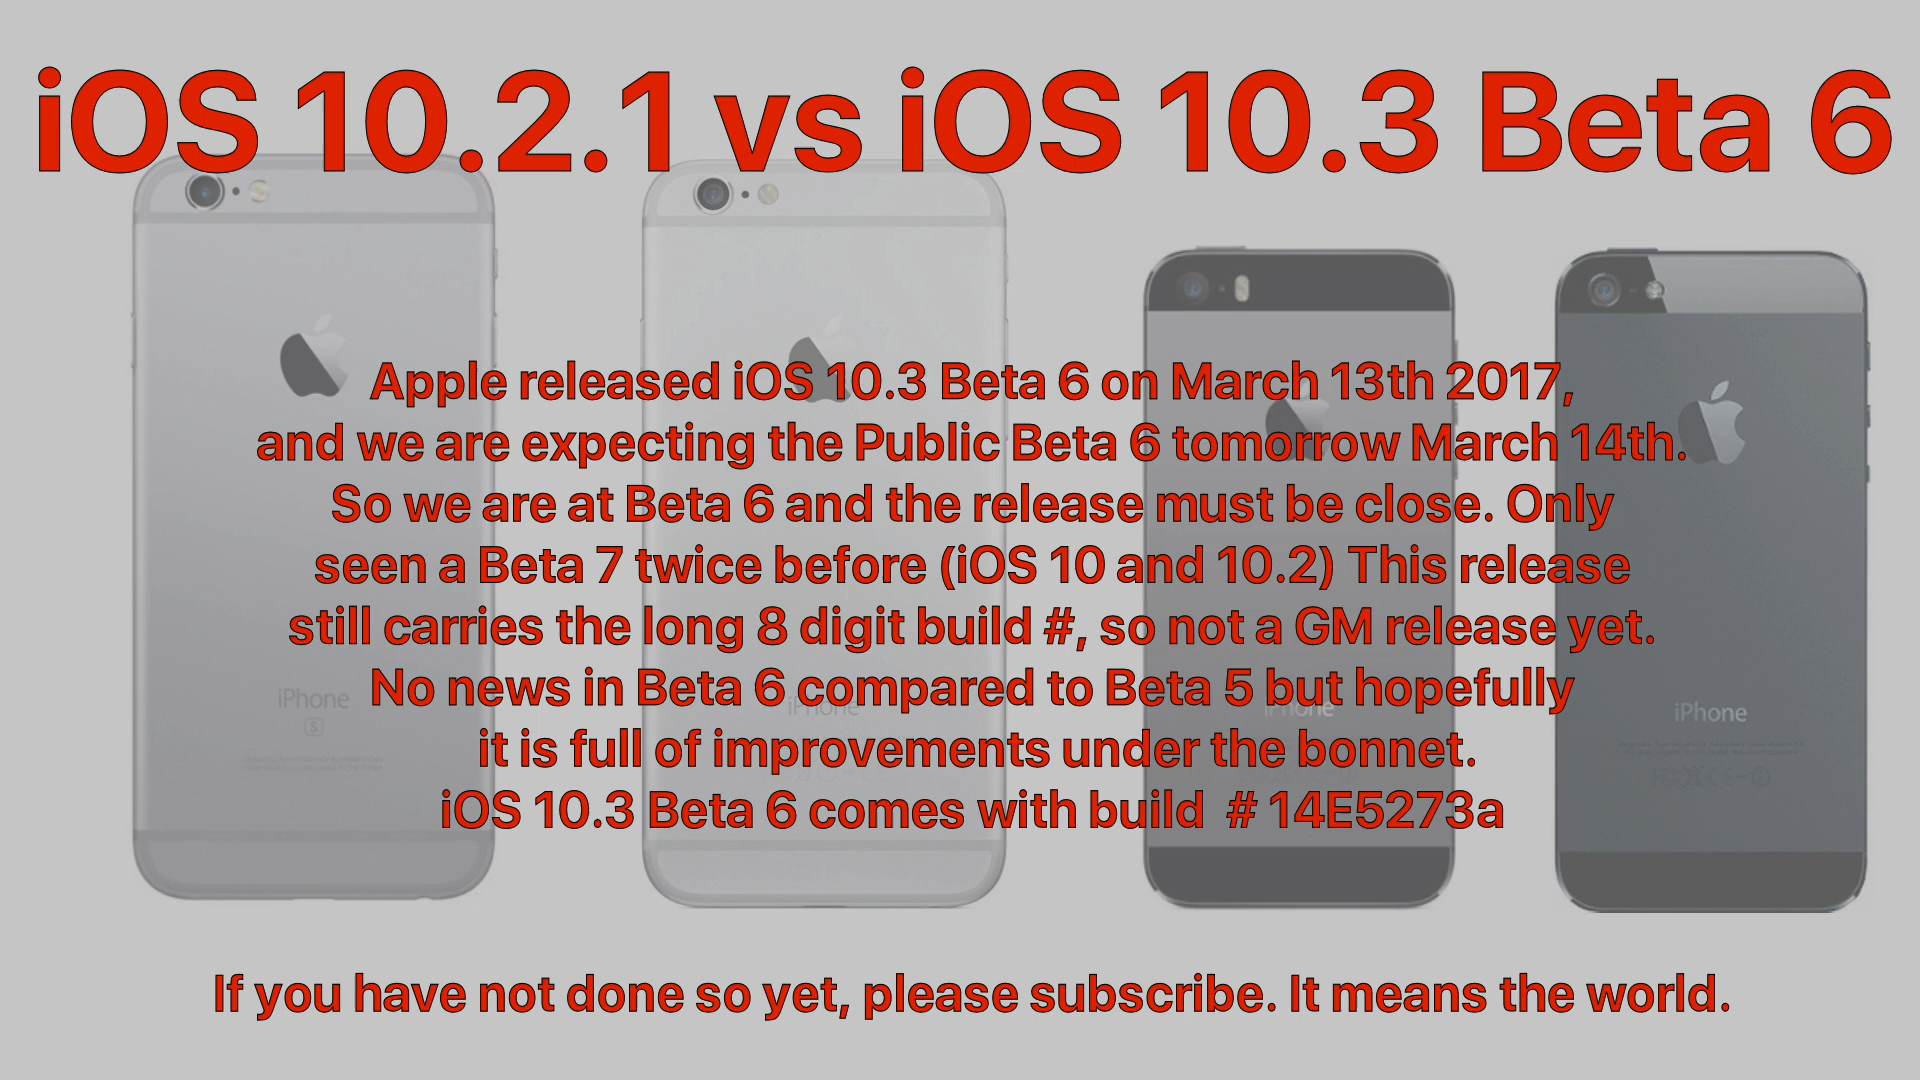 iOS 10.2.1 vs iOS 10.3 Beta 6
Apple released iOS 10.3 Beta 6 on March 13th 2017,
and we are expecting the Public Beta 6 tomorrow March 14th.
So we are at Beta 6 and the release must be close. Only
seen a Beta 7 twice before (iOS 10 and 10.2) This release
still carries the long 8 digit build #, so not a GM release yet.
No news in Beta 6 compared to Beta 5 but hopefully
it is full of improvements under the bonnet.
iOS 10.3 Beta 6 comes with build  # 14E5273a
iPhone
S
iPhone
iPhone
iPhone
If you have not done so yet, please subscribe. It means the world.